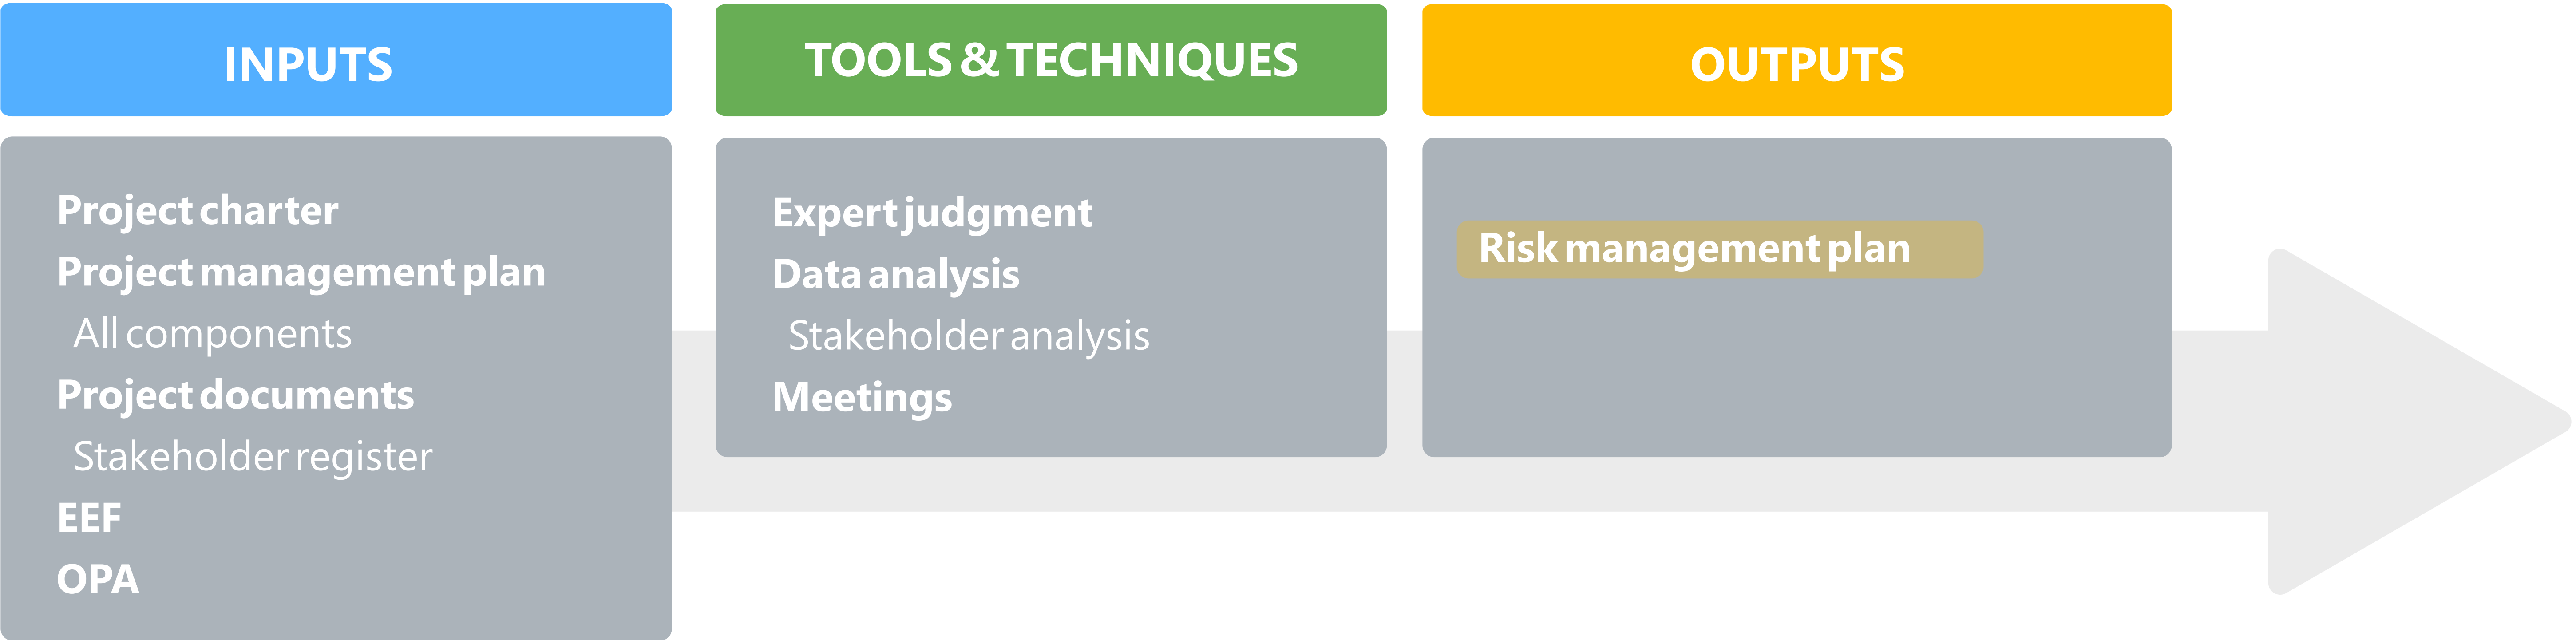 INPUTS
Project charter
Project management plan
All components
Project documents
Stakeholder register
EEF
OPA
TOOLS & TECHNIQUES
Expert judgment
Data analysis
Stakeholder analysis
Meetings
OUTPUTS
Risk management plan